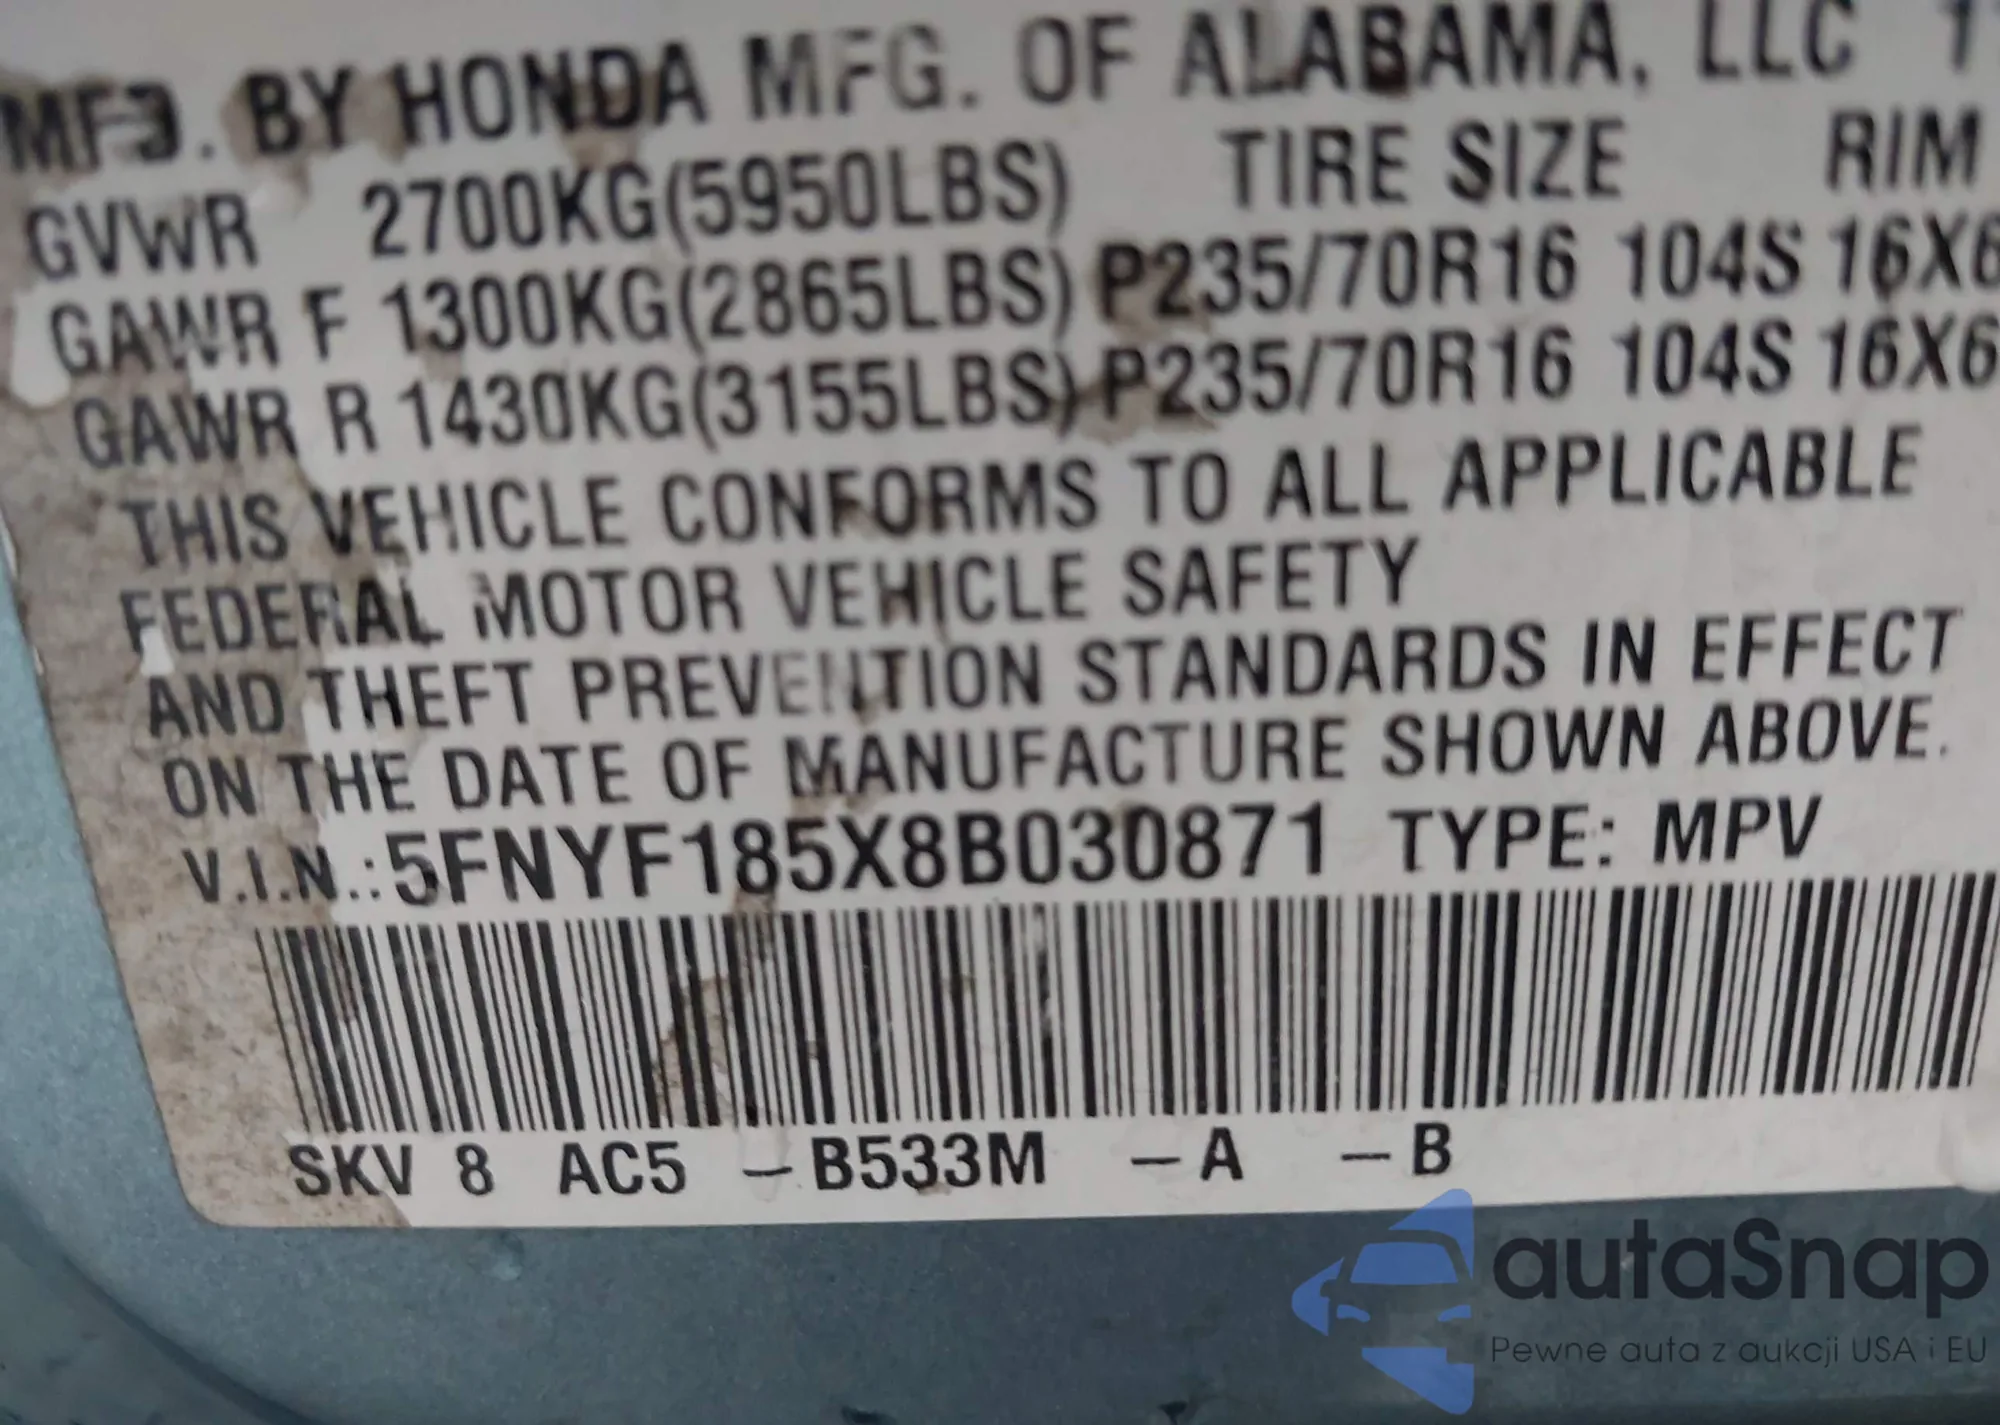 MFD. BY HONDA MFG. OF ALABAMA, LLC 1
GVWR 2700KG(5950LBS) TIRE SIZE RIM
GAWR F 1300KG(2865LBS) P235/70R16 104S 16X6
GAWR R 1430KG(3155LBS) P235/70R16 104S 16X6
THIS VEHICLE CONFORMS TO ALL APPLICABLE
FEDERAL MOTOR VEHICLE SAFETY
AND THEFT PREVENTION STANDARDS IN EFFECT
ON THE DATE OF MANUFACTURE SHOWN ABOVE.
V.I.N.:5FNYF185X8B030871 TYPE: MPV
SKV 8 AC5 –B533M –A –B
autaSnap
Pewne auta z aukcji USA i EU